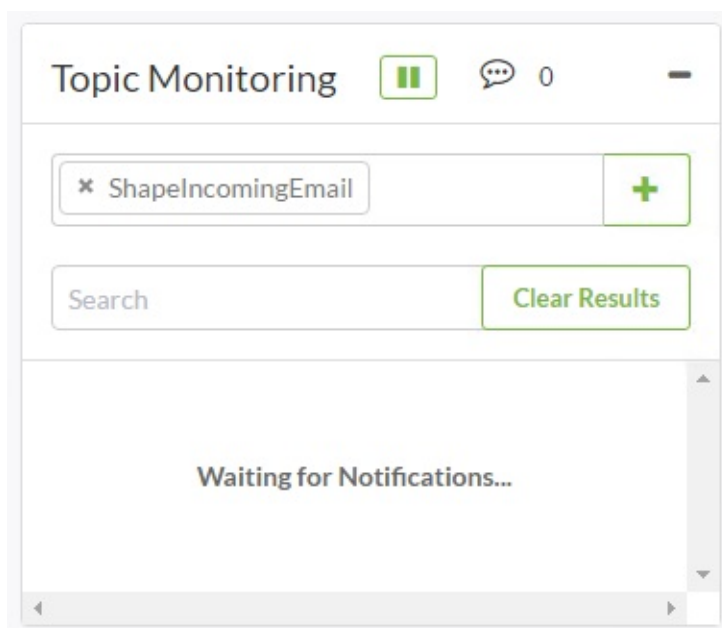 Topic Monitoring 0
ShapeIncomingEmail
Search Clear Results
Waiting for Notifications...